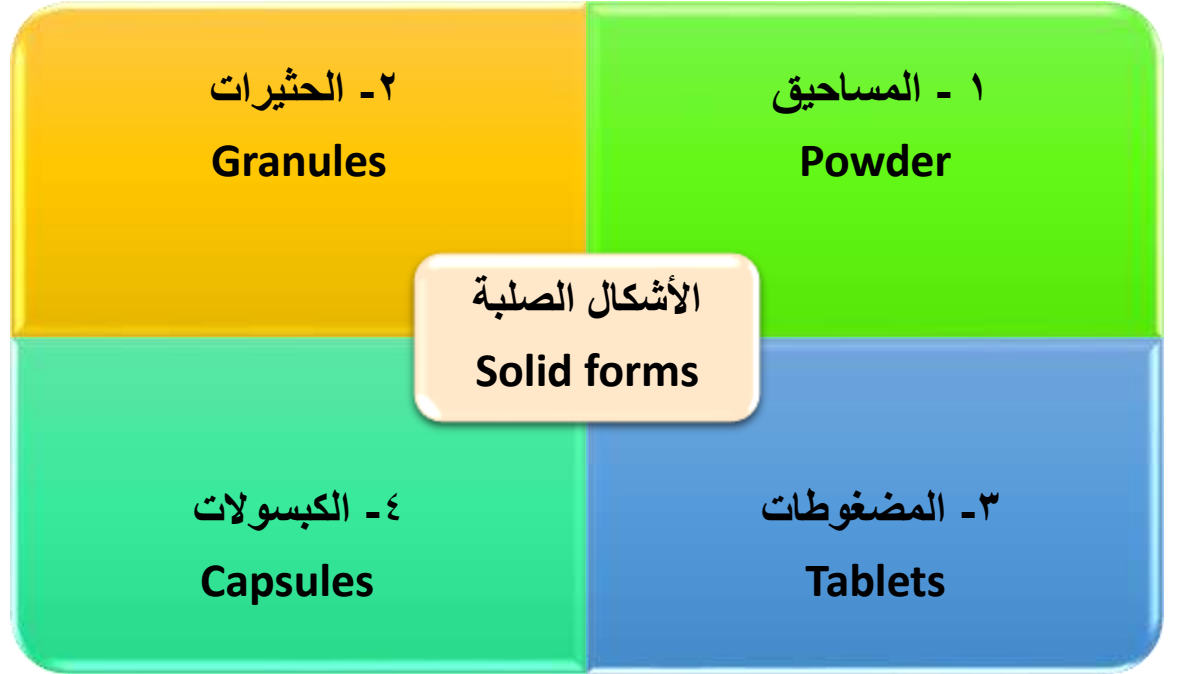 ١ - المساحيق
Powder
٢- الحثيرات
Granules
الأشكال الصلبة
Solid forms
٣- المضغوطات
Tablets
٤- الكبسولات
Capsules